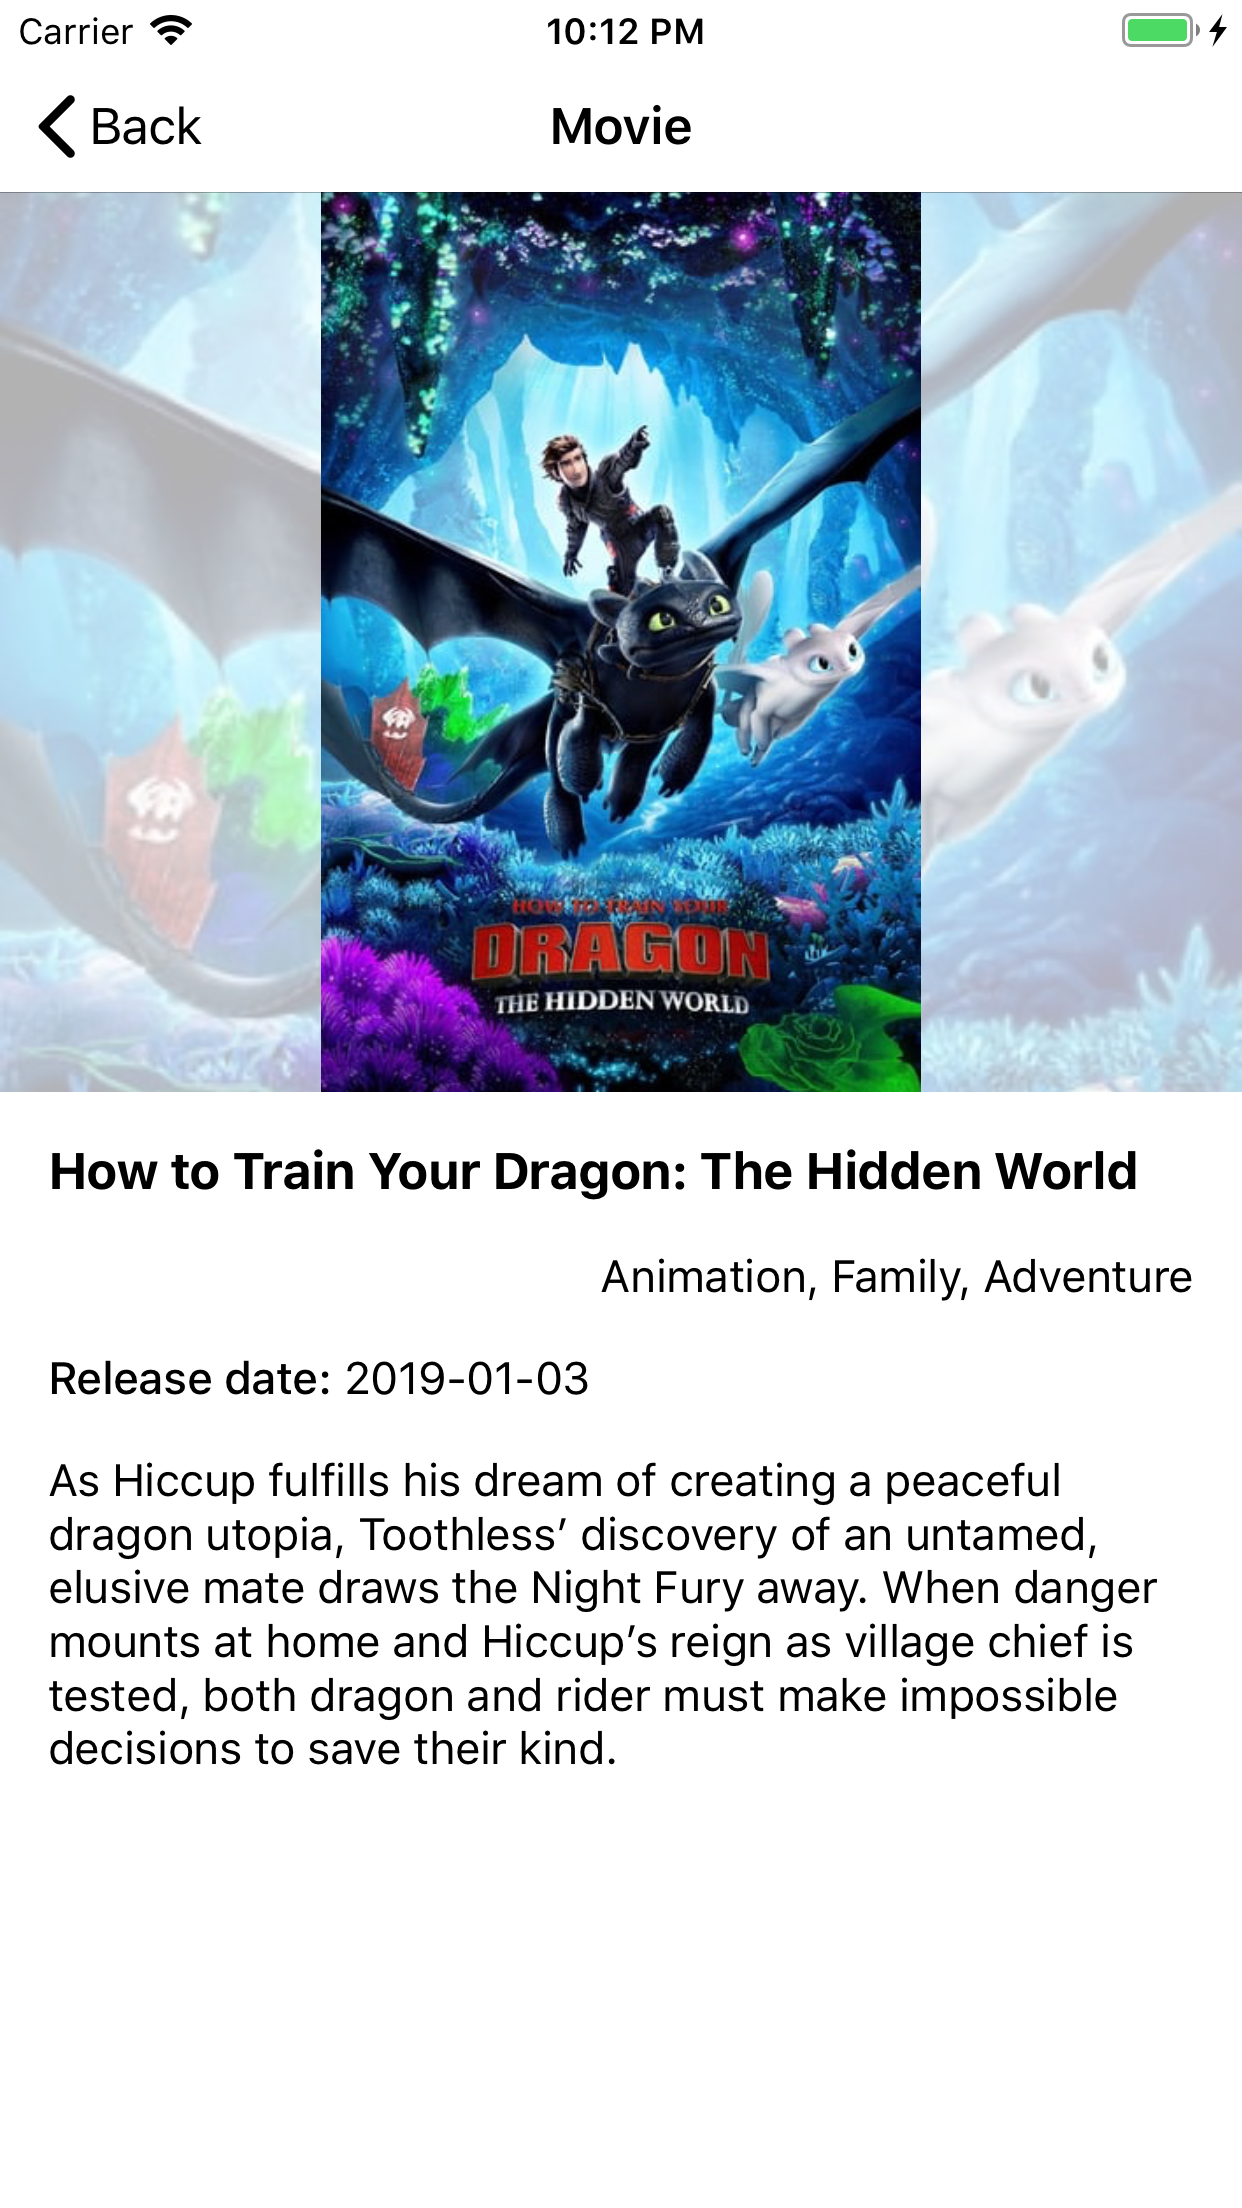 Carrier
10:12 PM
Back
Movie
HOW TO TRAIN YOUR
DRAGON
THE HIDDEN WORLD
How to Train Your Dragon: The Hidden World
Animation, Family, Adventure
Release date: 2019-01-03
As Hiccup fulfills his dream of creating a peaceful
dragon utopia, Toothless’ discovery of an untamed,
elusive mate draws the Night Fury away. When danger
mounts at home and Hiccup’s reign as village chief is
tested, both dragon and rider must make impossible
decisions to save their kind.